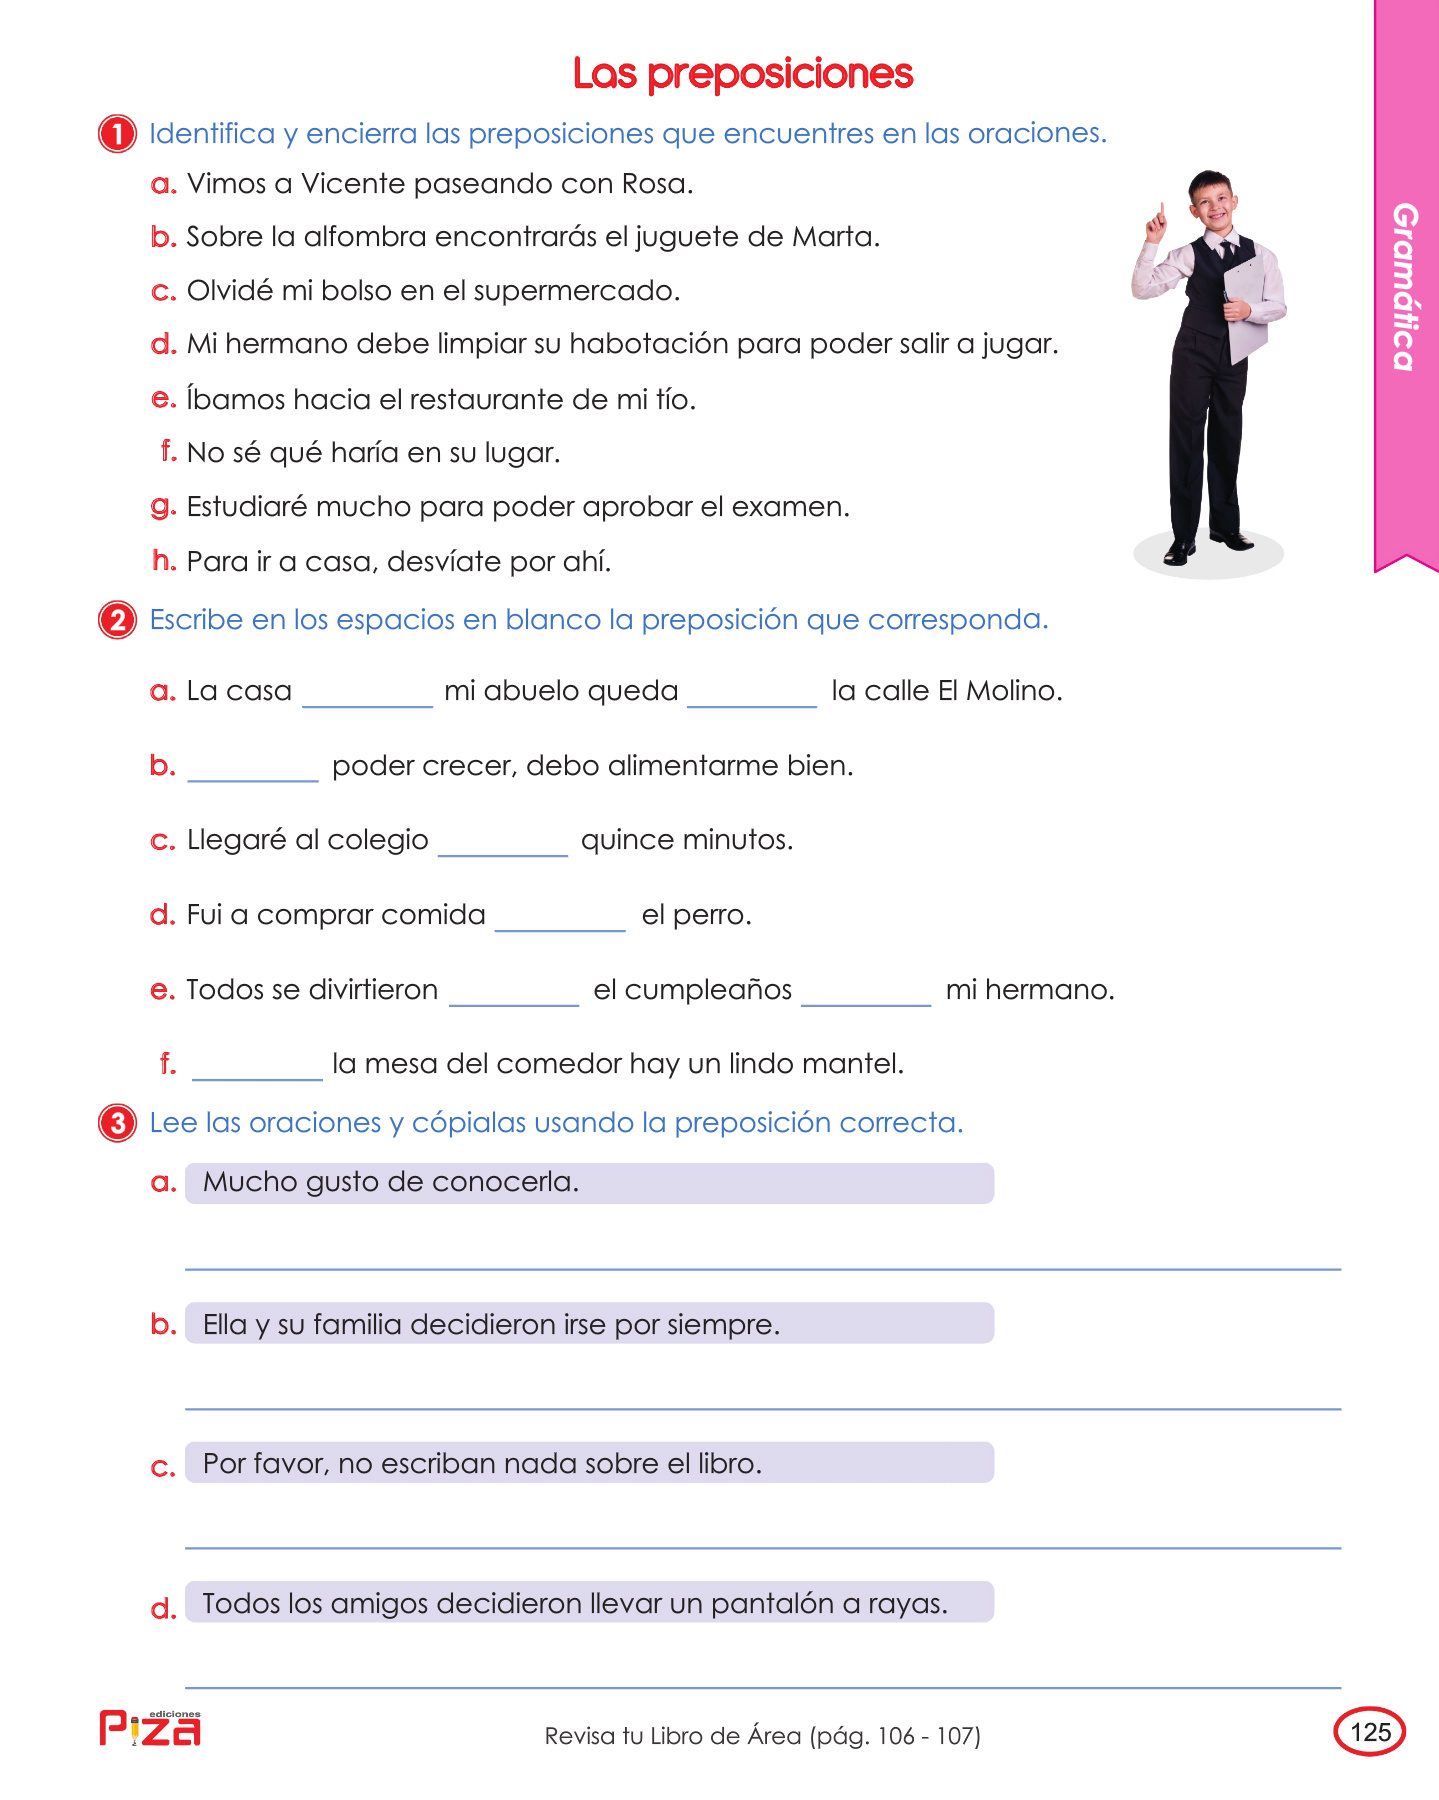 Las preposiciones
1 Identifica y encierra las preposiciones que encuentres en las oraciones.
a. Vimos a Vicente paseando con Rosa.
b. Sobre la alfombra encontrarás el juguete de Marta.
c. Olvidé mi bolso en el supermercado.
d. Mi hermano debe limpiar su habotación para poder salir a jugar.
e. Íbamos hacia el restaurante de mi tío.
f. No sé qué haría en su lugar.
g. Estudiaré mucho para poder aprobar el examen.
h. Para ir a casa, desvíate por ahí.
Gramática
2 Escribe en los espacios en blanco la preposición que corresponda.
a. La casa _________ mi abuelo queda _________ la calle El Molino.
b. _________ poder crecer, debo alimentarme bien.
c. Llegaré al colegio _________ quince minutos.
d. Fui a comprar comida _________ el perro.
e. Todos se divirtieron _________ el cumpleaños _________ mi hermano.
f. _________ la mesa del comedor hay un lindo mantel.
3 Lee las oraciones y cópialas usando la preposición correcta.
a. Mucho gusto de conocerla.
b. Ella y su familia decidieron irse por siempre.
c. Por favor, no escriban nada sobre el libro.
d. Todos los amigos decidieron llevar un pantalón a rayas.
ediciones
Piza
Revisa tu Libro de Área (pág. 106 - 107)
125